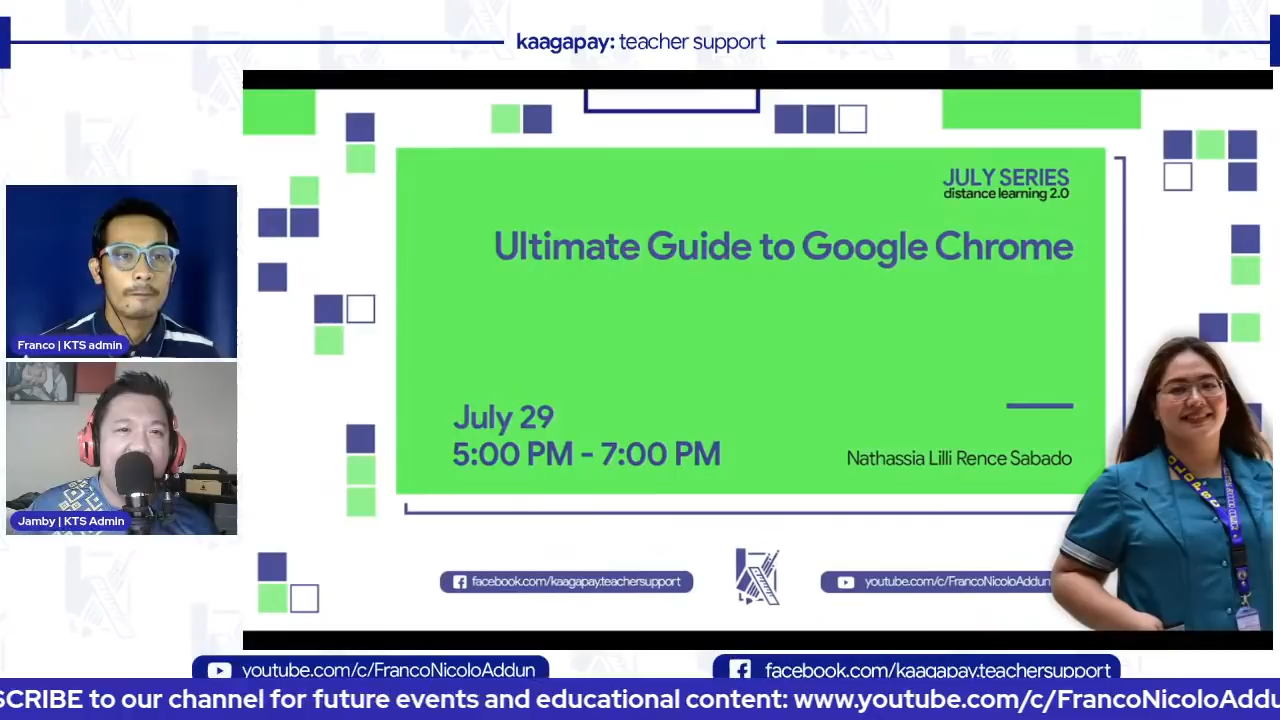 kaagapay: teacher support
JULY SERIES
distance learning 2.0
Ultimate Guide to Google Chrome
July 29
5:00 PM - 7:00 PM
Nathassia Lilli Rence Sabado
Franco | KTS admin
Jamby | KTS Admin
facebook.com/kaagapay.teachersupport
youtube.com/c/FrancoNicoloAddun
youtube.com/c/FrancoNicoloAddun
facebook.com/kaagapay.teachersupport
SCRIBE to our channel for future events and educational content: www.youtube.com/c/FrancoNicoloAddu